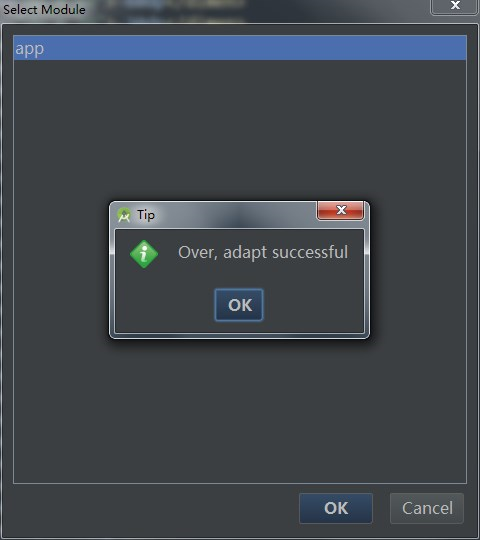 Select Module
app
Tip
Over, adapt successful
OK
OK
Cancel